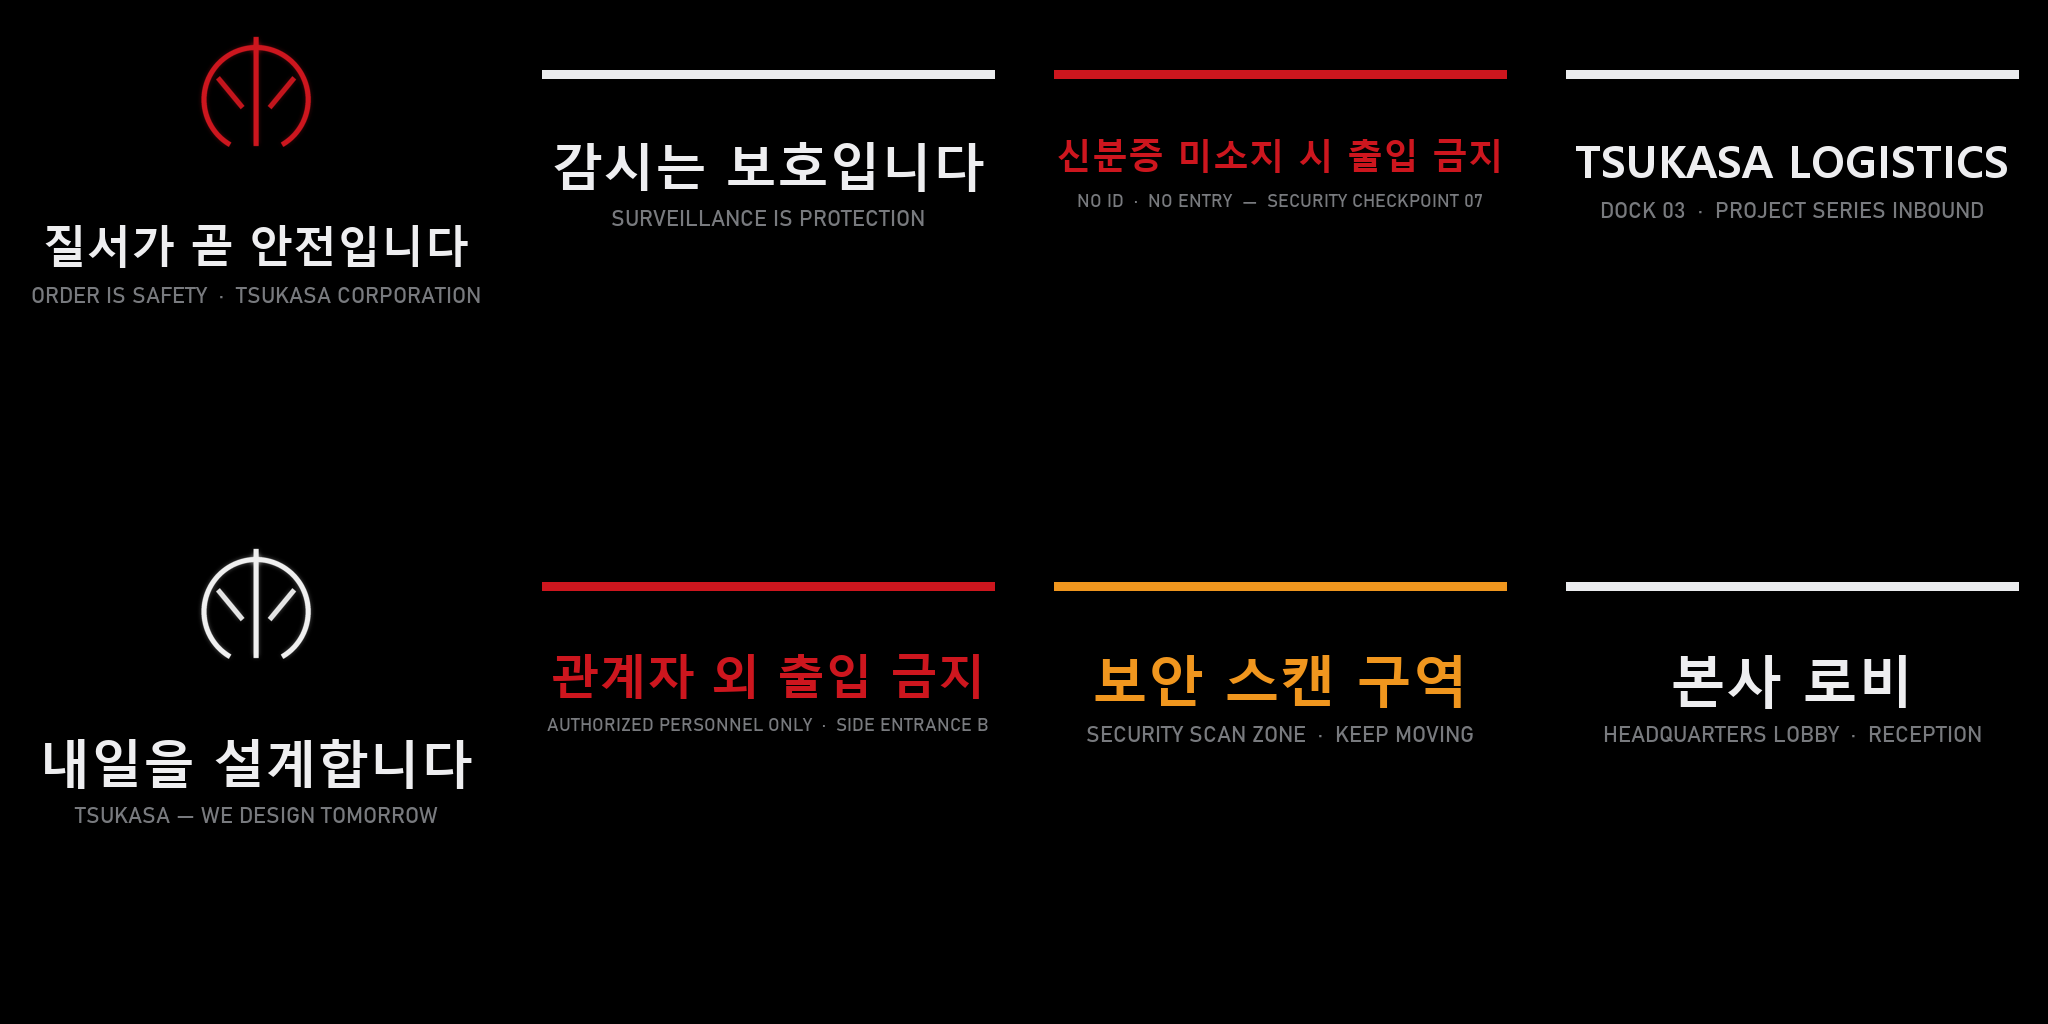 질서가 곧 안전입니다
ORDER IS SAFETY · TSUKASA CORPORATION
감시는 보호입니다
SURVEILLANCE IS PROTECTION
신분증 미소지 시 출입 금지
NO ID · NO ENTRY — SECURITY CHECKPOINT 07
TSUKASA LOGISTICS
DOCK 03 · PROJECT SERIES INBOUND
내일을 설계합니다
TSUKASA — WE DESIGN TOMORROW
관계자 외 출입 금지
AUTHORIZED PERSONNEL ONLY · SIDE ENTRANCE B
보안 스캔 구역
SECURITY SCAN ZONE · KEEP MOVING
본사 로비
HEADQUARTERS LOBBY · RECEPTION